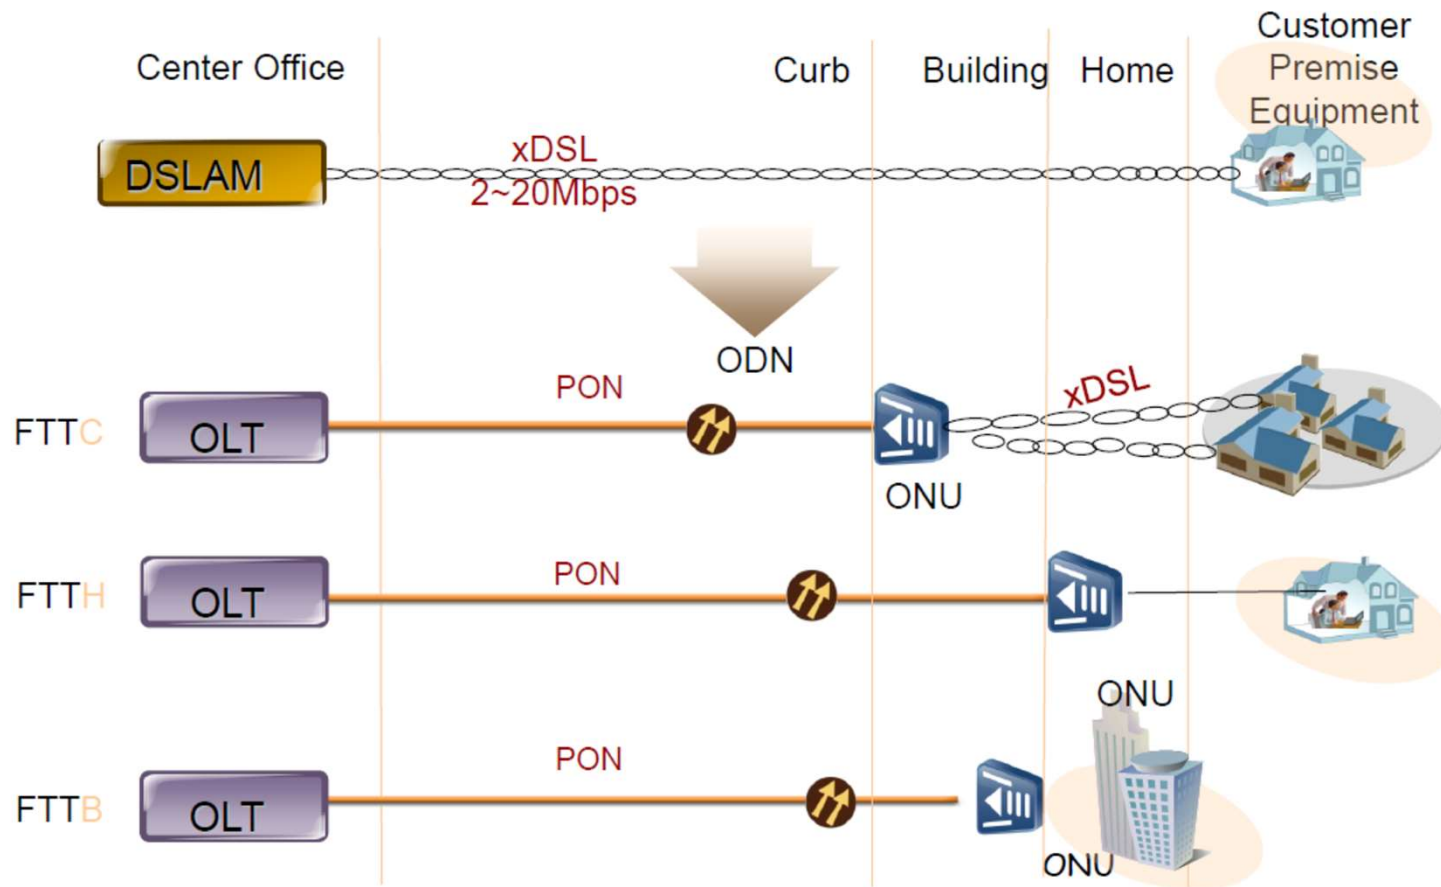 Center Office
Curb
Building
Home
Customer
Premise
Equipment
DSLAM
xDSL
2~20Mbps
ODN
FTTC
OLT
PON
ONU
xDSL
FTTH
OLT
PON
ONU
FTTB
OLT
PON
ONU